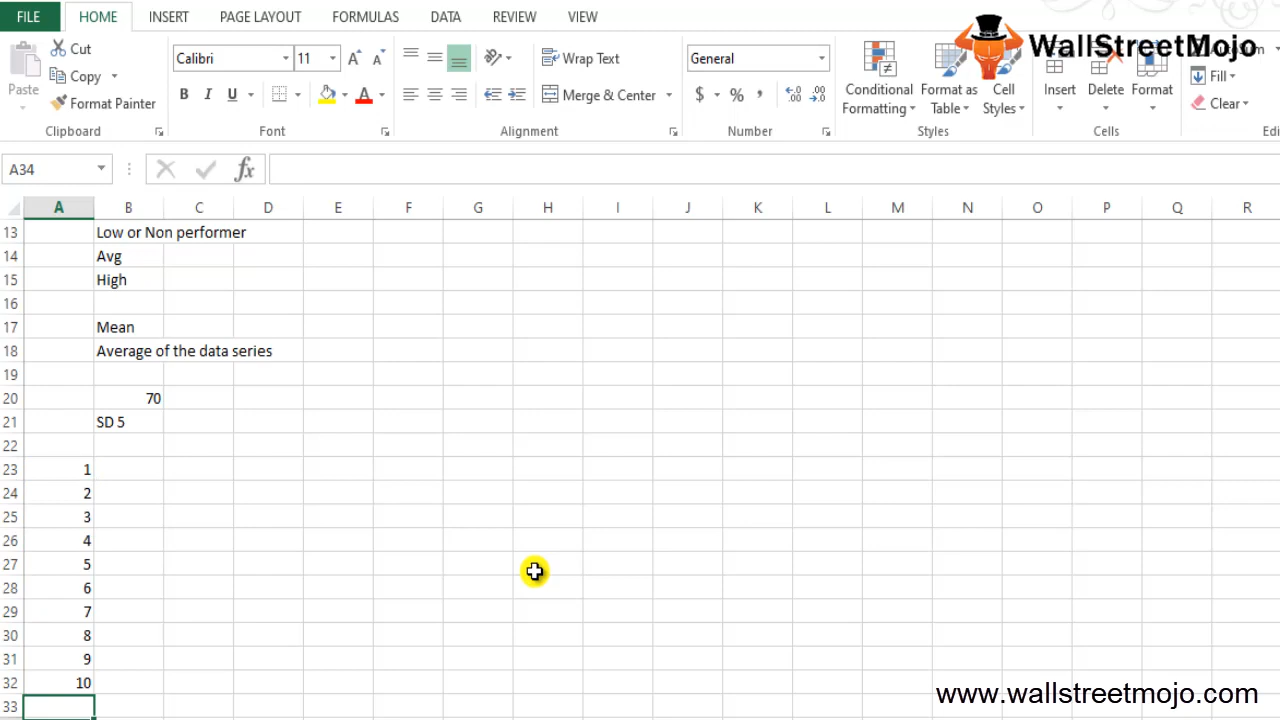 FILE HOME INSERT PAGE LAYOUT FORMULAS DATA REVIEW VIEW
WallStreetMojo
Cut
Copy
Format Painter
Paste
Clipboard
Calibri 11
B I U
Font
Wrap Text
Merge & Center
Alignment
General
$ % ,
Number
Conditional Formatting
Format as Table
Cell Styles
Styles
Insert Delete Format
Cells
AutoSum
Fill
Clear
Edi
A34 fx
A B C D E F G H I J K L M N O P Q R
13 Low or Non performer
14 Avg
15 High
16
17 Mean
18 Average of the data series
19
20 70
21 SD 5
22
23 1
24 2
25 3
26 4
27 5
28 6
29 7
30 8
31 9
32 10
33
www.wallstreetmojo.com